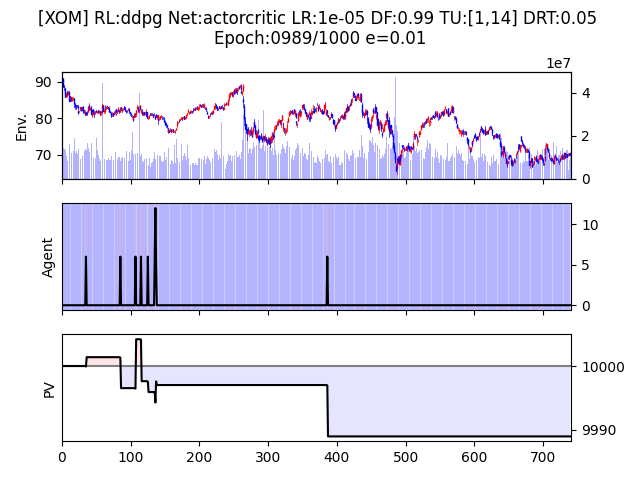 [XOM] RL:ddpg Net:actorcritic LR:1e-05 DF:0.99 TU:[1,14] DRT:0.05
Epoch:0989/1000 e=0.01
1e7
90
80
70
Env.
4
2
0
Agent
10
5
0
PV
10000
9990
0 100 200 300 400 500 600 700